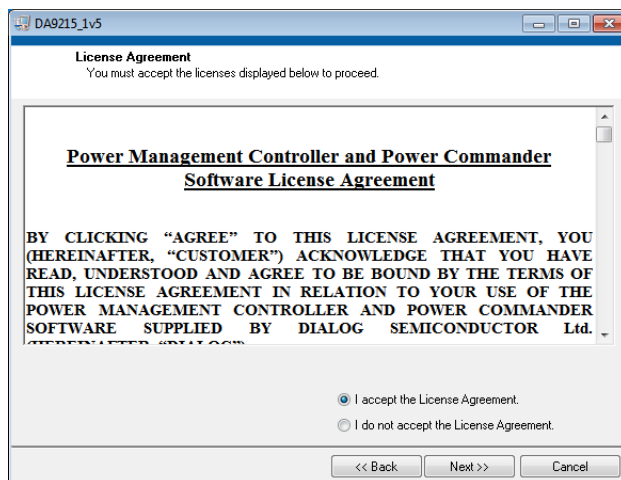 DA9215_1v5
License Agreement
You must accept the licenses displayed below to proceed.
Power Management Controller and Power Commander
Software License Agreement
BY CLICKING “AGREE” TO THIS LICENSE AGREEMENT, YOU
(HEREINAFTER, “CUSTOMER”) ACKNOWLEDGE THAT YOU HAVE
READ, UNDERSTOOD AND AGREE TO BE BOUND BY THE TERMS OF
THIS LICENSE AGREEMENT IN RELATION TO YOUR USE OF THE
POWER MANAGEMENT CONTROLLER AND POWER COMMANDER
SOFTWARE SUPPLIED BY DIALOG SEMICONDUCTOR Ltd.
(HEREINAFTER, “DIALOG”)
I accept the License Agreement.
I do not accept the License Agreement.
<< Back Next >> Cancel